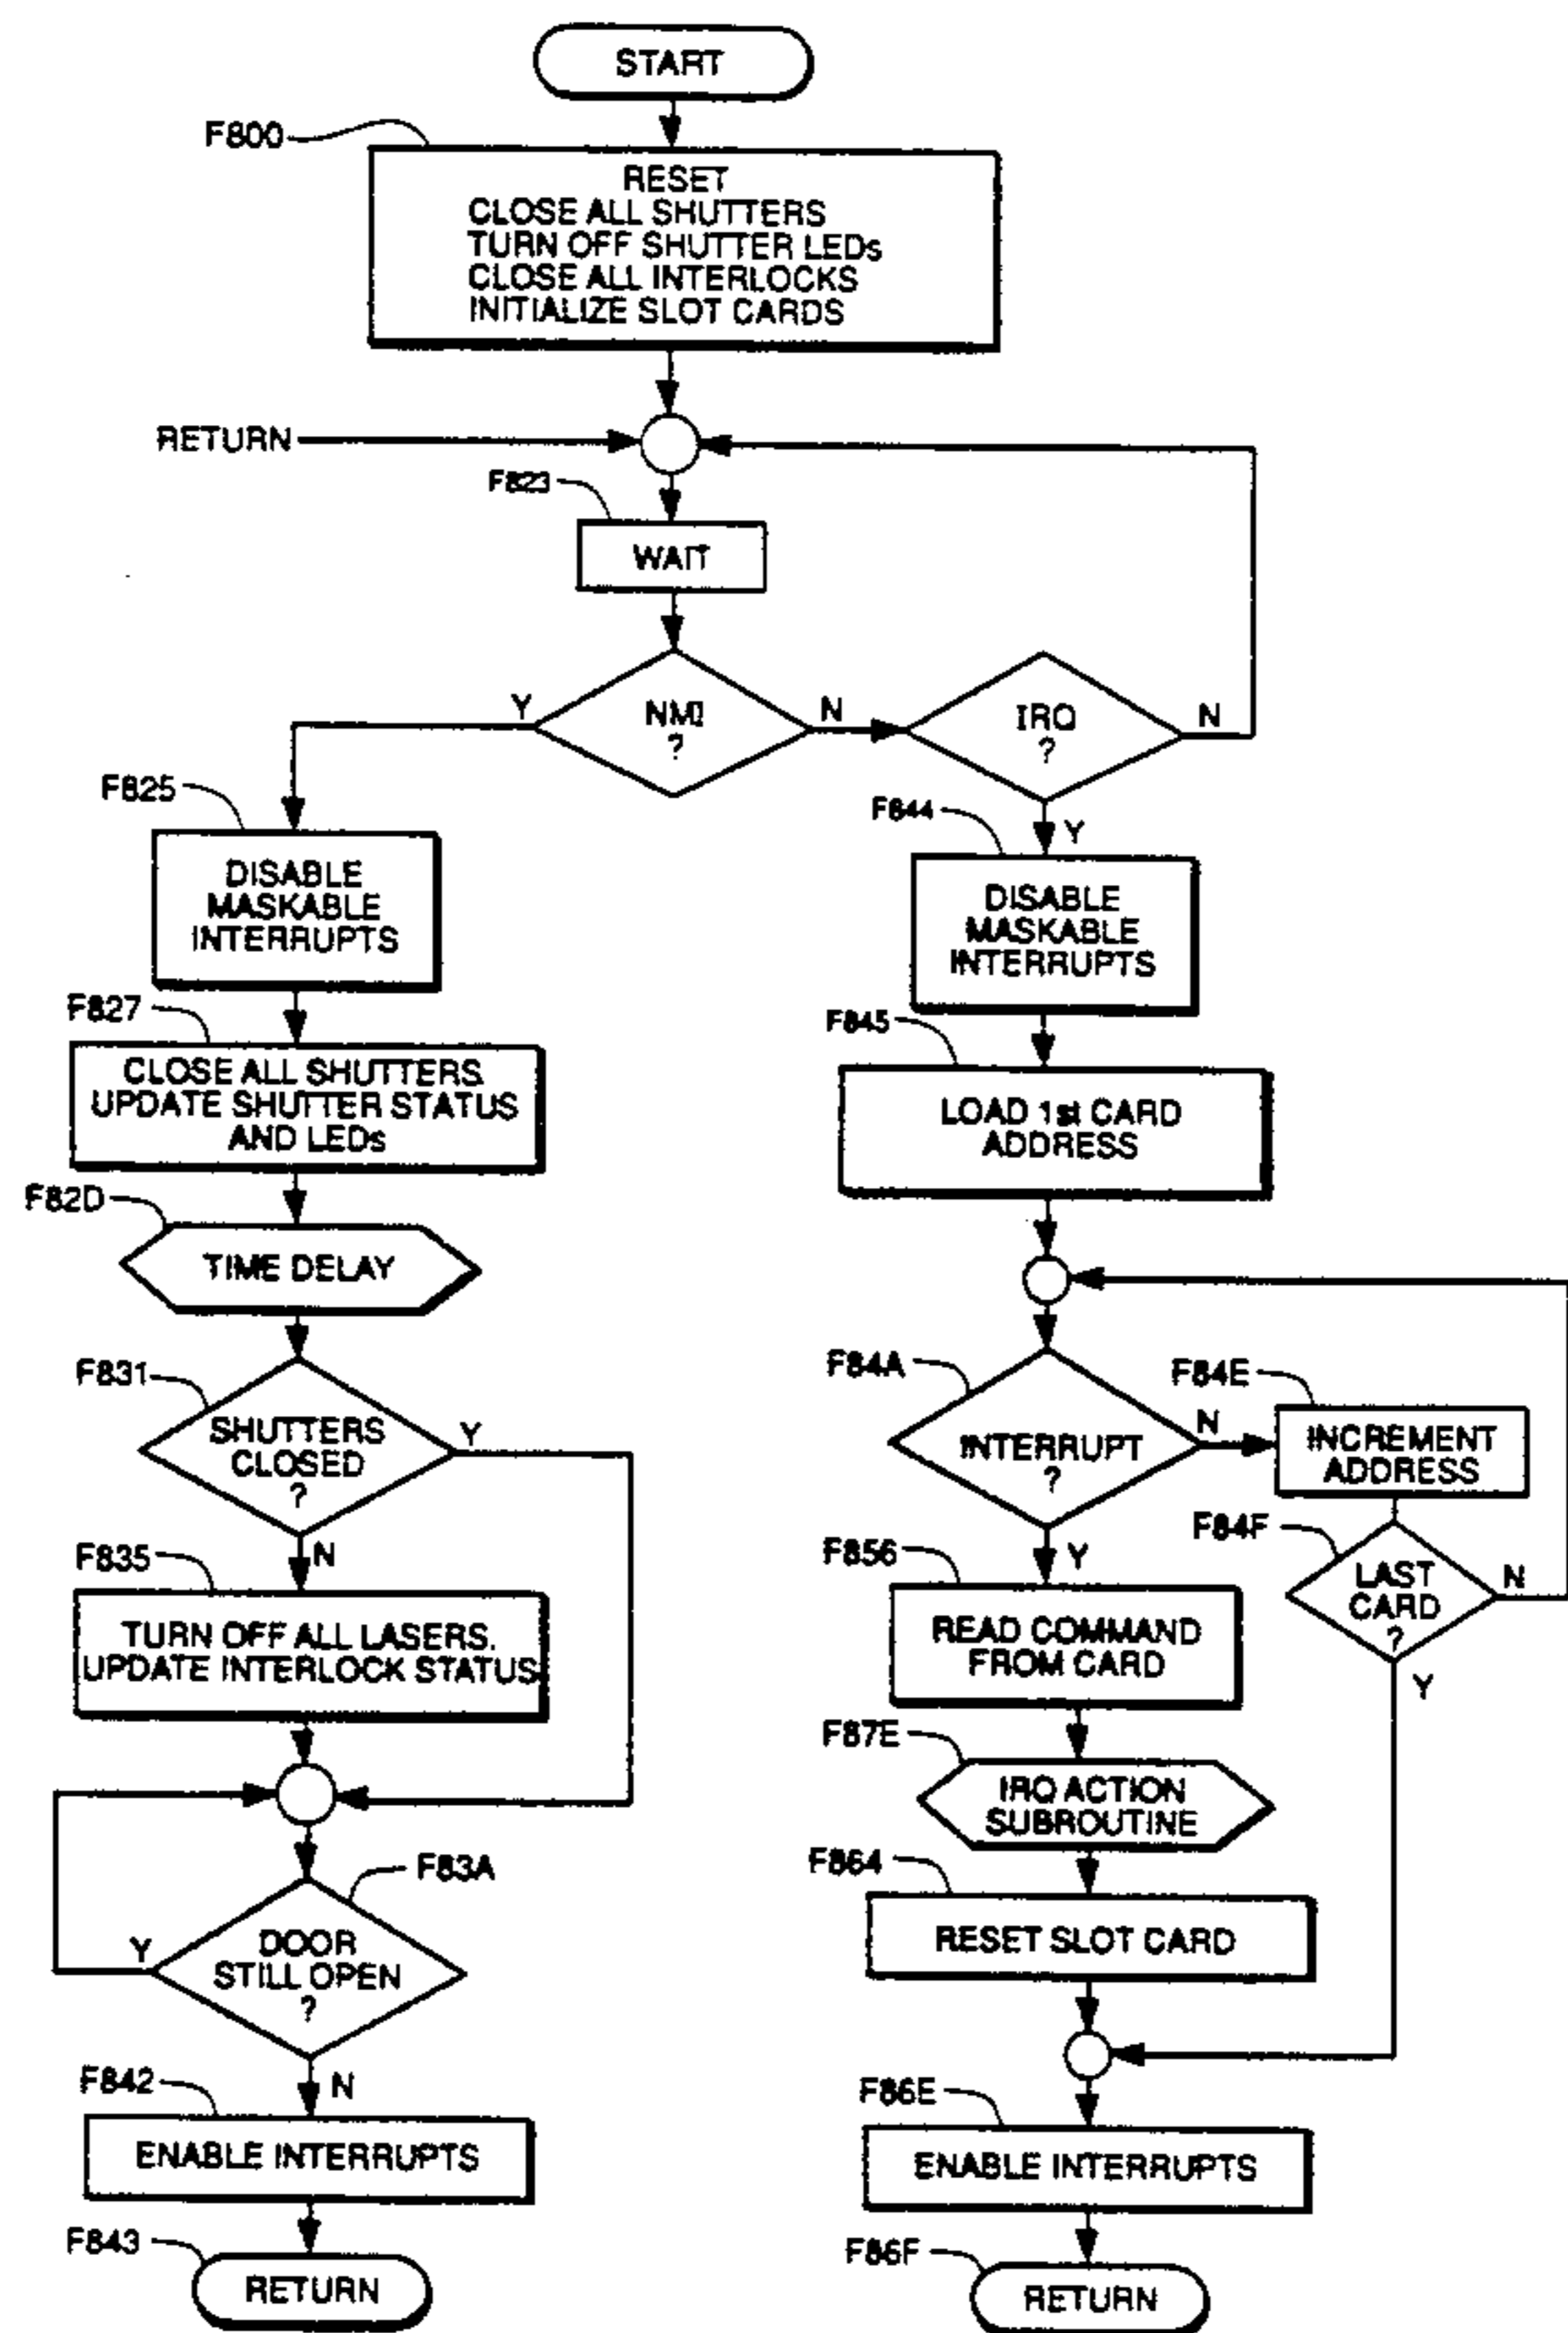 START
F800
RESET
CLOSE ALL SHUTTERS
TURN OFF SHUTTER LEDs
CLOSE ALL INTERLOCKS
INITIALIZE SLOT CARDS
RETURN
F823
WAIT
Y
NMI
?
N
IRQ
?
N
F825
DISABLE
MASKABLE
INTERRUPTS
F827
CLOSE ALL SHUTTERS
UPDATE SHUTTER STATUS
AND LEDs
F82D
TIME DELAY
F831
SHUTTERS
CLOSED
?
Y
N
F835
TURN OFF ALL LASERS.
UPDATE INTERLOCK STATUS
F83A
Y
DOOR
STILL OPEN
?
N
F842
ENABLE INTERRUPTS
F843
RETURN
F844
Y
DISABLE
MASKABLE
INTERRUPTS
F845
LOAD 1st CARD
ADDRESS
F84A
INTERRUPT
?
N
F84E
INCREMENT
ADDRESS
F84F
LAST
CARD
?
N
Y
Y
F856
READ COMMAND
FROM CARD
F87E
IRQ ACTION
SUBROUTINE
F864
RESET SLOT CARD
F86E
ENABLE INTERRUPTS
F86F
RETURN